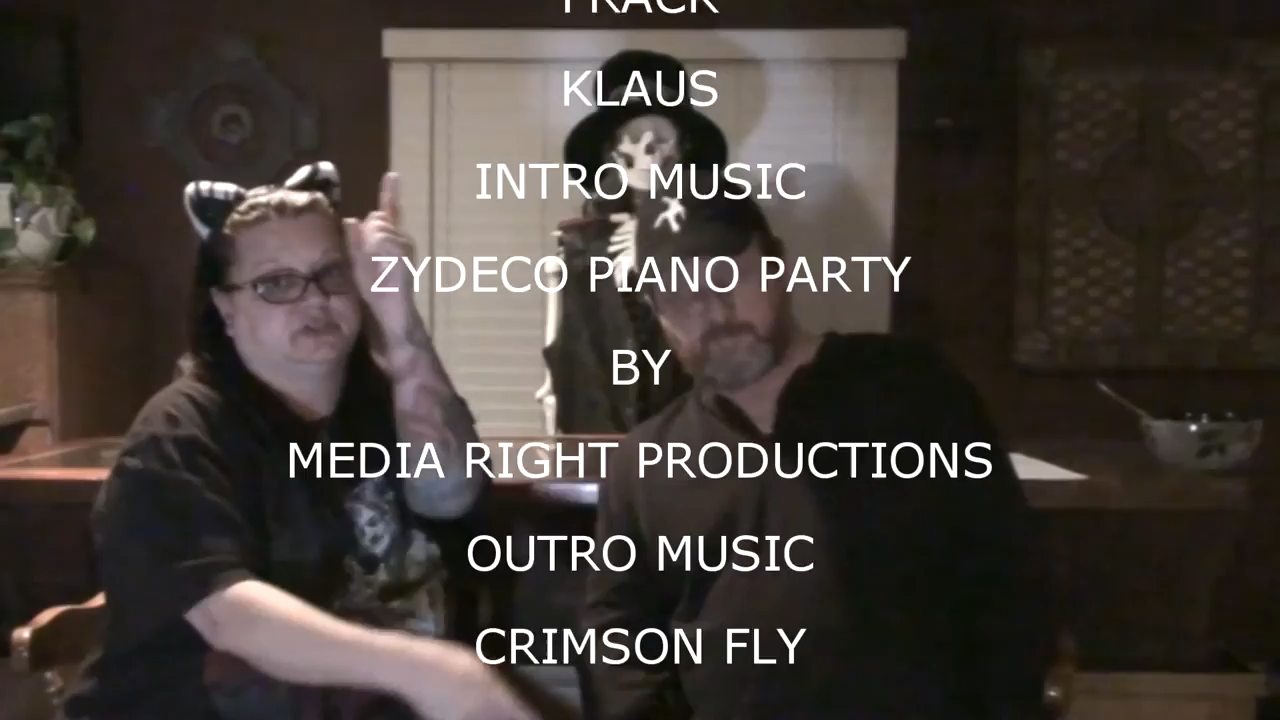 KLAUS
INTRO MUSIC
ZYDECO PIANO PARTY
BY
MEDIA RIGHT PRODUCTIONS
OUTRO MUSIC
CRIMSON FLY